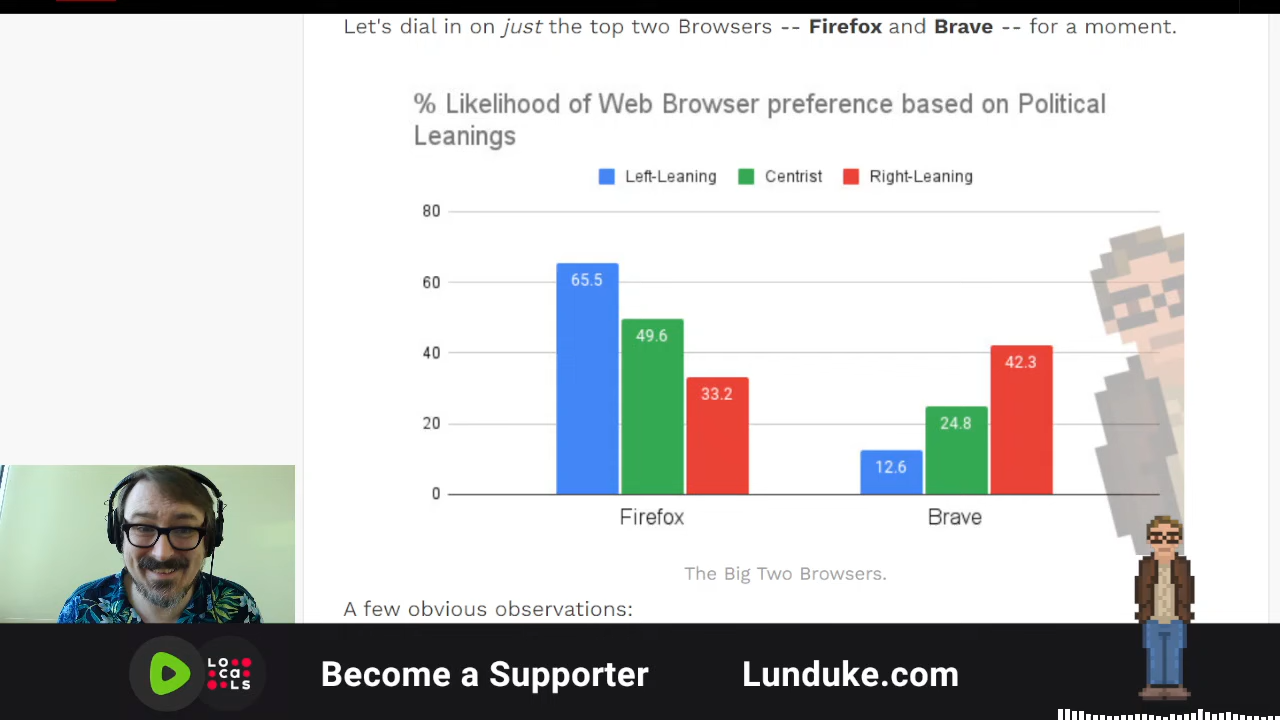 Let's dial in on just the top two Browsers -- Firefox and Brave -- for a moment.
% Likelihood of Web Browser preference based on Political
Leanings
Left-Leaning Centrist Right-Leaning
80
60
40
20
0
65.5
49.6
33.2
12.6
24.8
42.3
Firefox Brave
The Big Two Browsers.
A few obvious observations:
LO
ca
LS
Become a Supporter Lunduke.com